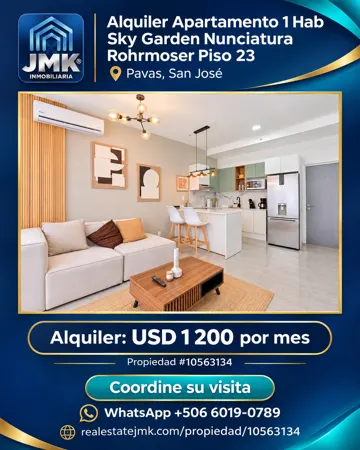 JMK
INMOBILIARIA
Alquiler Apartamento 1 Hab
Sky Garden Nunciatura
Rohrmoser Piso 23
Pavas, San José
Alquiler: USD 1 200 por mes
Propiedad #10563134
Coordine su visita
WhatsApp +506 6019-0789
realestatejmk.com/propiedad/10563134